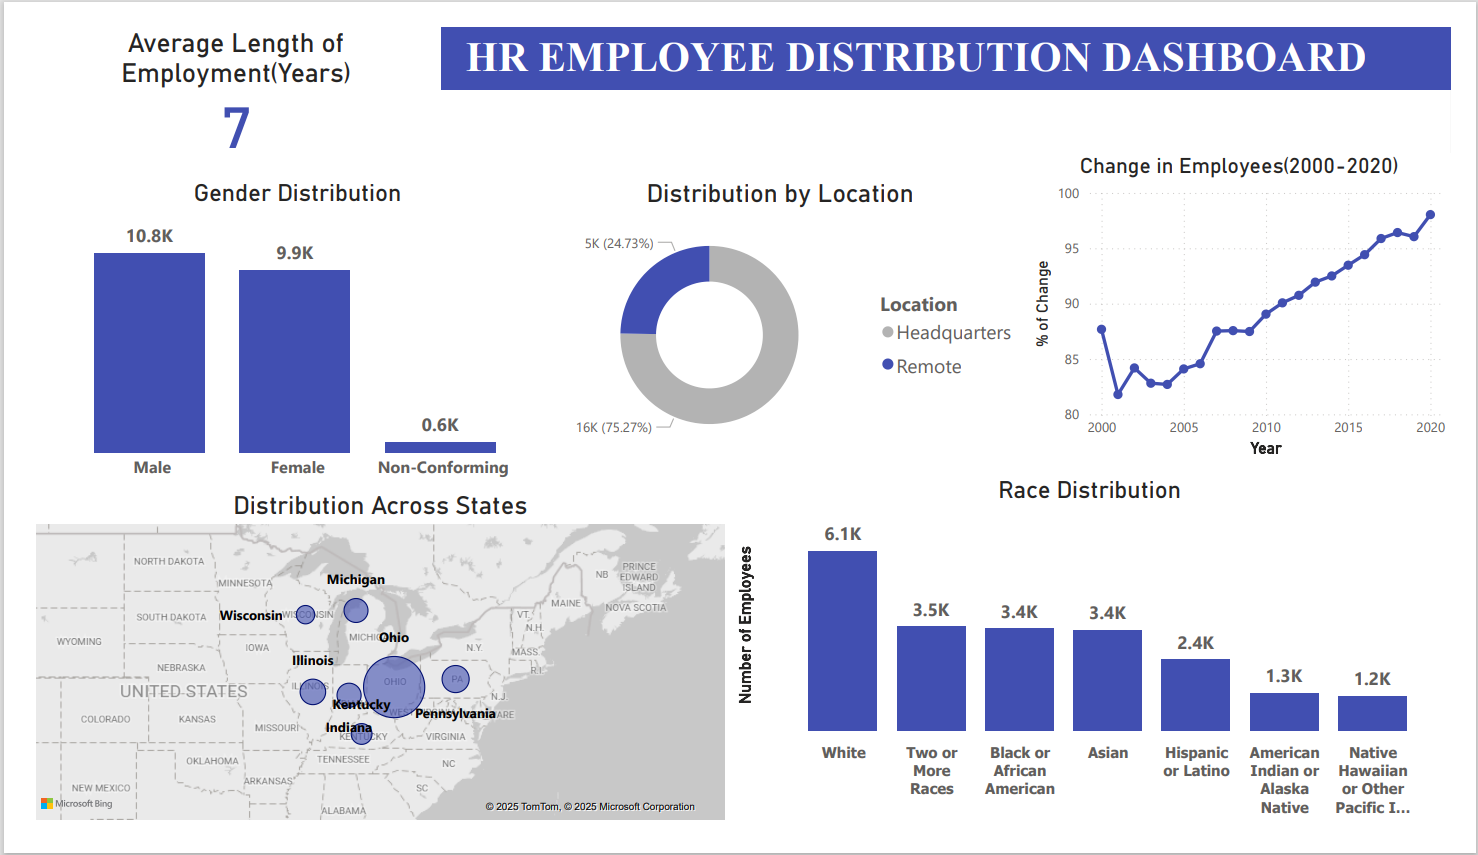 Average Length of
Employment(Years)
7
HR EMPLOYEE DISTRIBUTION DASHBOARD
Gender Distribution
10.8K
9.9K
0.6K
Male
Female
Non-Conforming
Distribution by Location
5K (24.73%)
16K (75.27%)
Location
Headquarters
Remote
Change in Employees(2000-2020)
% of Change
100
95
90
85
80
2000
2005
2010
2015
2020
Year
Distribution Across States
NORTH DAKOTA
MINNESOTA
SOUTH DAKOTA
WYOMING
IOWA
NEBRASKA
UNITED STATES
COLORADO
KANSAS
MISSOURI
OKLAHOMA
NEW MEXICO
ARKANSAS
TENNESSEE
ALABAMA
KENTUCKY
VIRGINIA
NC
SC
OHIO
PA
N.Y.
N.J.
MASS.
R.I.
VT.
N.H.
MAINE
NB
PRINCE
EDWARD
ISLAND
NOVA SCOTIA
Michigan
Wisconsin
Ohio
Illinois
Kentucky
Pennsylvania
Indiana
Microsoft Bing
© 2025 TomTom, © 2025 Microsoft Corporation
Race Distribution
Number of Employees
6.1K
3.5K
3.4K
3.4K
2.4K
1.3K
1.2K
White
Two or
More
Races
Black or
African
American
Asian
Hispanic
or Latino
American
Indian or
Alaska
Native
Native
Hawaiian
or Other
Pacific I...